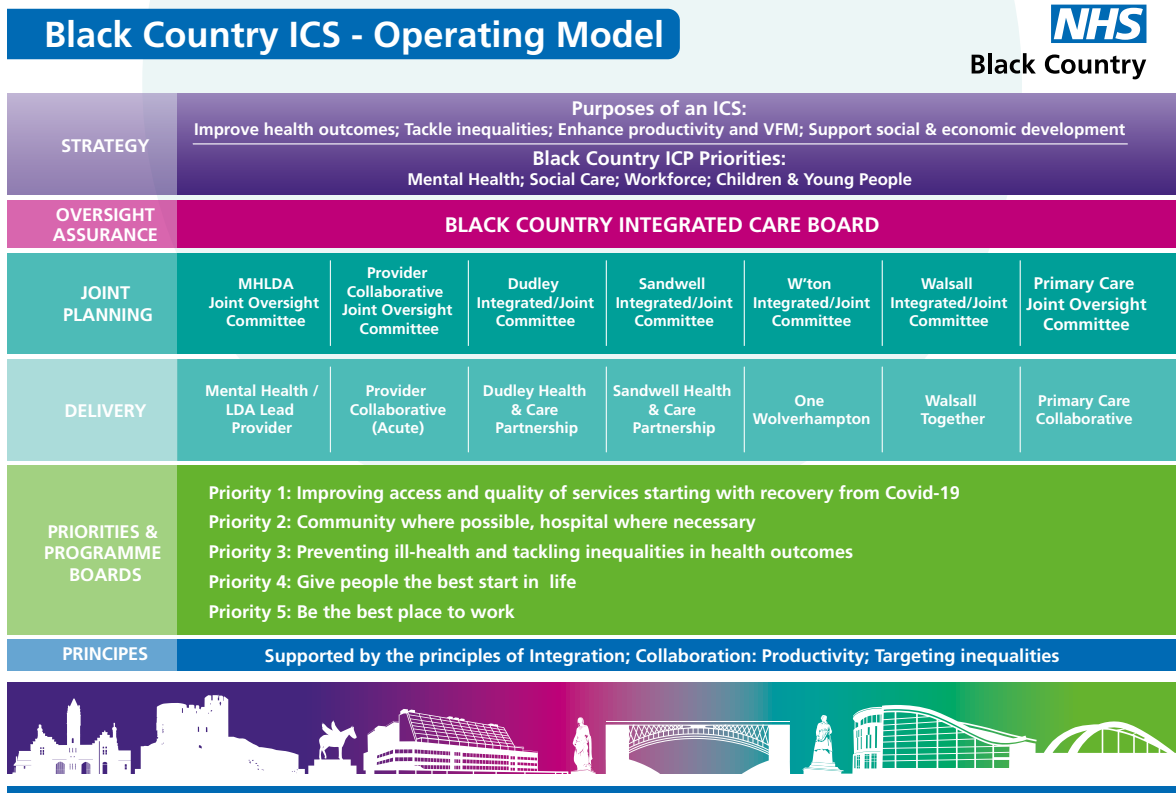 Black Country ICS - Operating Model
NHS
Black Country
STRATEGY
Purposes of an ICS:
Improve health outcomes; Tackle inequalities; Enhance productivity and VFM; Support social & economic development
Black Country ICP Priorities:
Mental Health; Social Care; Workforce; Children & Young People
OVERSIGHT
ASSURANCE
BLACK COUNTRY INTEGRATED CARE BOARD
JOINT
PLANNING
MHLDA
Joint Oversight
Committee
Provider
Collaborative
Joint Oversight
Committee
Dudley
Integrated/Joint
Committee
Sandwell
Integrated/Joint
Committee
W'ton
Integrated/Joint
Committee
Walsall
Integrated/Joint
Committee
Primary Care
Joint Oversight
Committee
DELIVERY
Mental Health /
LDA Lead
Provider
Provider
Collaborative
(Acute)
Dudley Health
& Care
Partnership
Sandwell Health
& Care
Partnership
One
Wolverhampton
Walsall
Together
Primary Care
Collaborative
PRIORITIES &
PROGRAMME
BOARDS
Priority 1: Improving access and quality of services starting with recovery from Covid-19
Priority 2: Community where possible, hospital where necessary
Priority 3: Preventing ill-health and tackling inequalities in health outcomes
Priority 4: Give people the best start in life
Priority 5: Be the best place to work
PRINCIPES
Supported by the principles of Integration; Collaboration: Productivity; Targeting inequalities